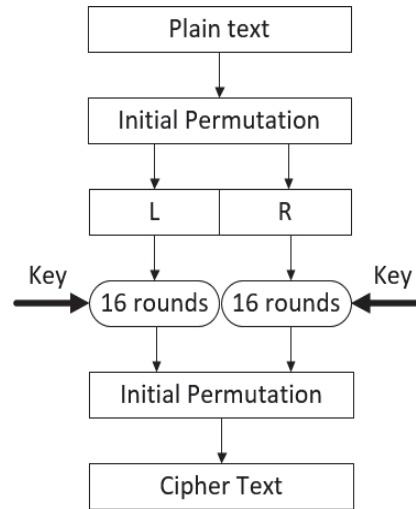 Plain text
Initial Permutation
L R
Key Key
16 rounds 16 rounds
Initial Permutation
Cipher Text